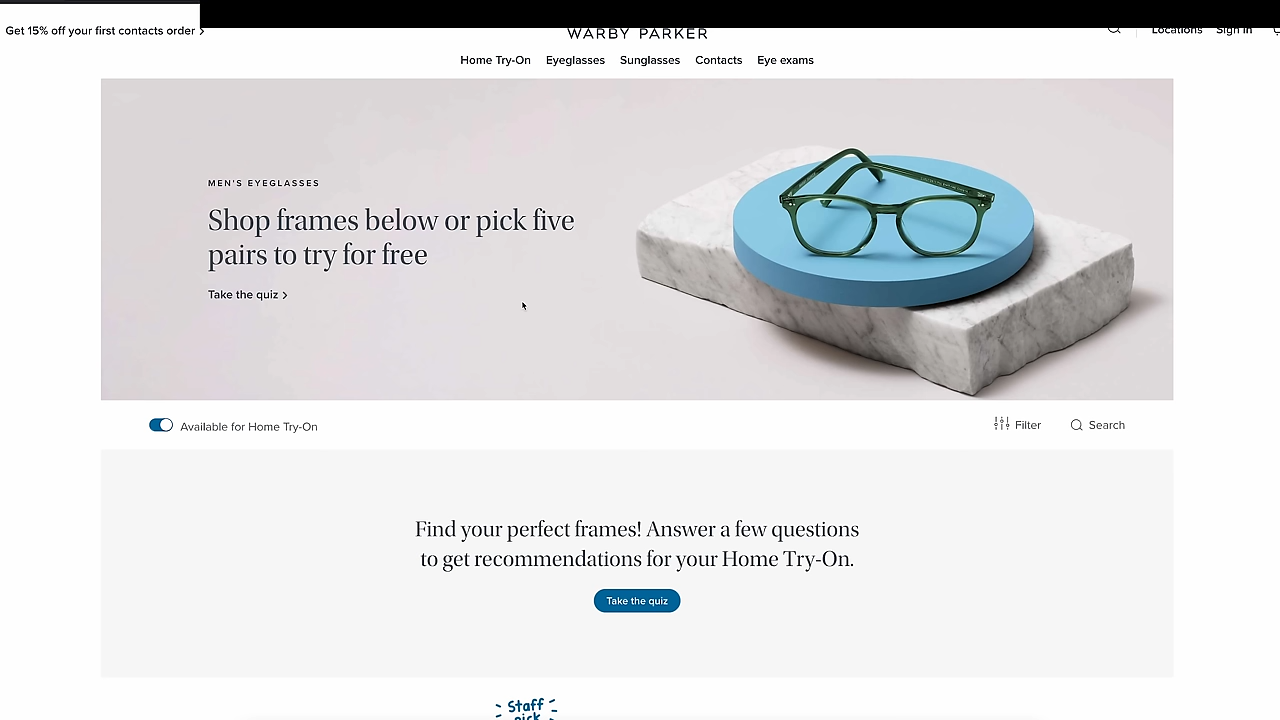 Get 15% off your first contacts order >
WARBY PARKER
Locations Sign in
Home Try-On Eyeglasses Sunglasses Contacts Eye exams
MEN'S EYEGLASSES
Shop frames below or pick five
pairs to try for free
Take the quiz >
Available for Home Try-On
Filter Search
Find your perfect frames! Answer a few questions
to get recommendations for your Home Try-On.
Take the quiz
Staff
pick